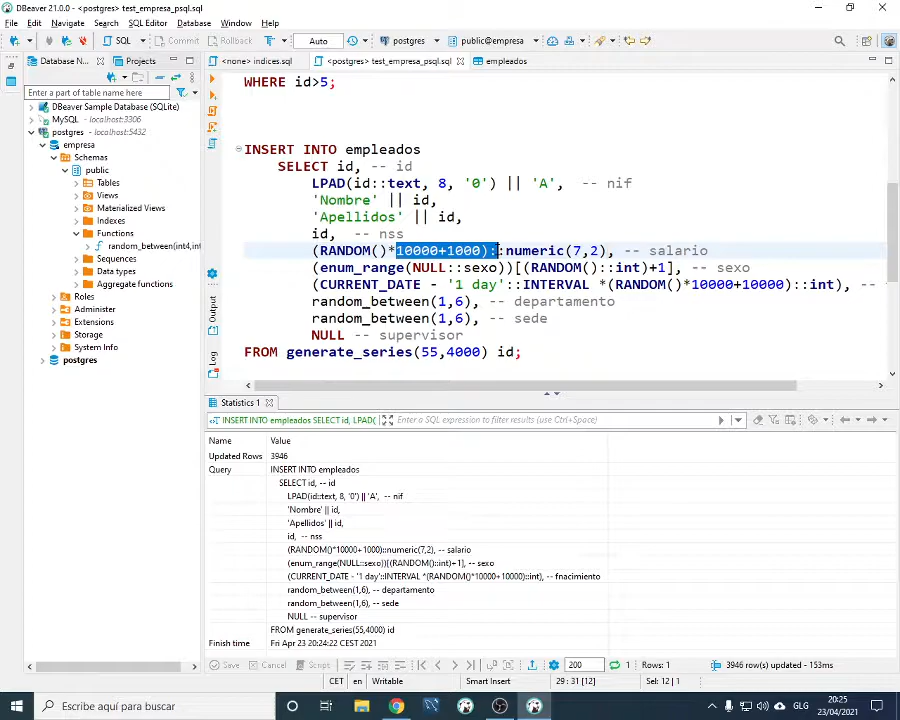 DBeaver 21.0.0 - <postgres> test_empresa_psql.sql
File Edit Navigate Search SQL Editor Database Window Help
SQL Commit Rollback Auto postgres public@empresa
Database N... Projects
<none> indices.sql <postgres> test_empresa_psql.sql empleados
Enter a part of table name here
DBeaver Sample Database (SQLite)
MySQL - localhost:3306
postgres - localhost:5432
empresa
Schemas
public
Tables
Views
Materialized Views
Indexes
Functions
random_between(int4,int
Sequences
Data types
Aggregate functions
Roles
Administer
Extensions
Storage
System Info
postgres
WHERE id>5;
INSERT INTO empleados
SELECT id, -- id
LPAD(id::text, 8, '0') || 'A', -- nif
'Nombre' || id,
'Apellidos' || id,
id, -- nss
(RANDOM()*10000+1000)::numeric(7,2), -- salario
(enum_range(NULL::sexo))[(RANDOM()::int)+1], -- sexo
(CURRENT_DATE - '1 day'::INTERVAL *(RANDOM()*10000+10000)::int), --
random_between(1,6), -- departamento
random_between(1,6), -- sede
NULL -- supervisor
FROM generate_series(55,4000) id;
Output
Log
Statistics 1
INSERT INTO empleados SELECT id, LPAD( Enter a SQL expression to filter results (use Ctrl+Space)
Name Value
Updated Rows 3946
Query INSERT INTO empleados
SELECT id, -- id
LPAD(id::text, 8, '0') || 'A', -- nif
'Nombre' || id,
'Apellidos' || id,
id, -- nss
(RANDOM()*10000+1000)::numeric(7,2), -- salario
(enum_range(NULL::sexo))[(RANDOM()::int)+1], -- sexo
(CURRENT_DATE - '1 day'::INTERVAL *(RANDOM()*10000+10000)::int), -- fnacimiento
random_between(1,6), -- departamento
random_between(1,6), -- sede
NULL -- supervisor
FROM generate_series(55,4000) id
Finish time Fri Apr 23 20:24:22 CEST 2021
Save Cancel Script 200 1 Rows: 1 3946 row(s) updated - 153ms
CET en Writable Smart Insert 29 : 31 [12] Sel: 12 | 1
Escribe aquí para buscar
GLG
20:25
23/04/2021